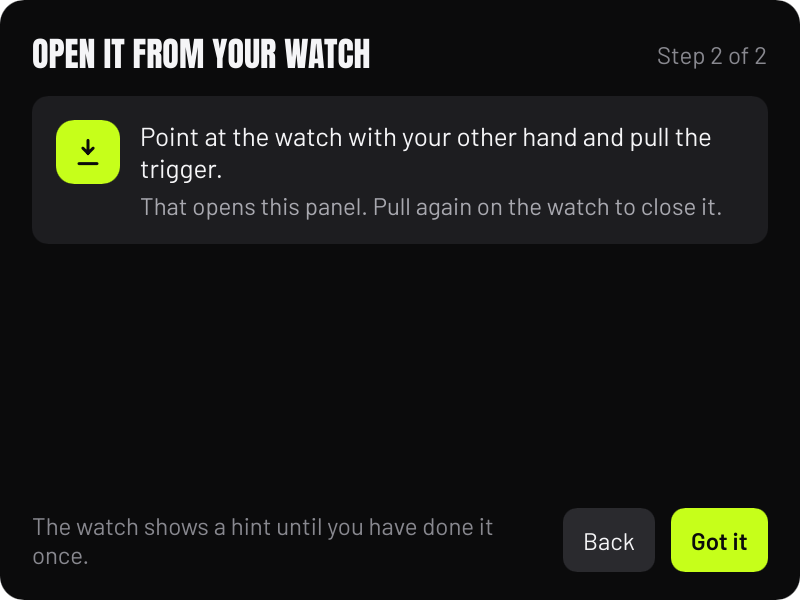 OPEN IT FROM YOUR WATCH
Step 2 of 2
Point at the watch with your other hand and pull the
trigger.
That opens this panel. Pull again on the watch to close it.
The watch shows a hint until you have done it
once.
Back
Got it